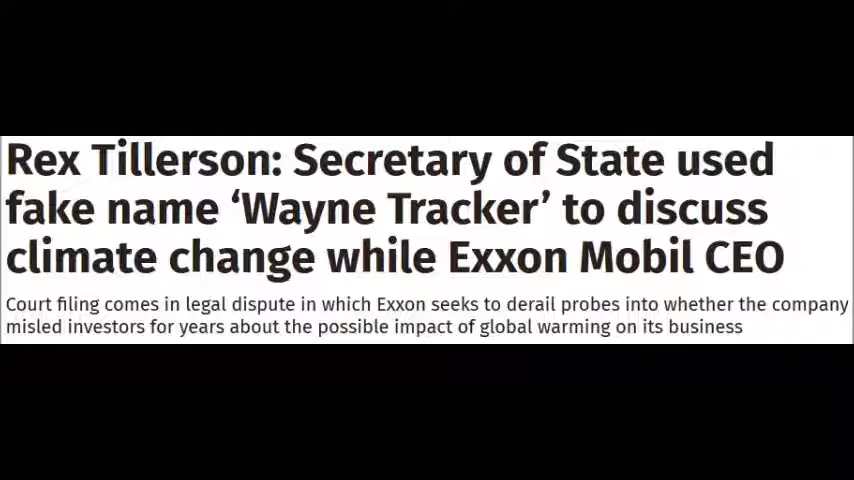 Rex Tillerson: Secretary of State used
fake name ‘Wayne Tracker’ to discuss
climate change while Exxon Mobil CEO
Court filing comes in legal dispute in which Exxon seeks to derail probes into whether the company
misled investors for years about the possible impact of global warming on its business